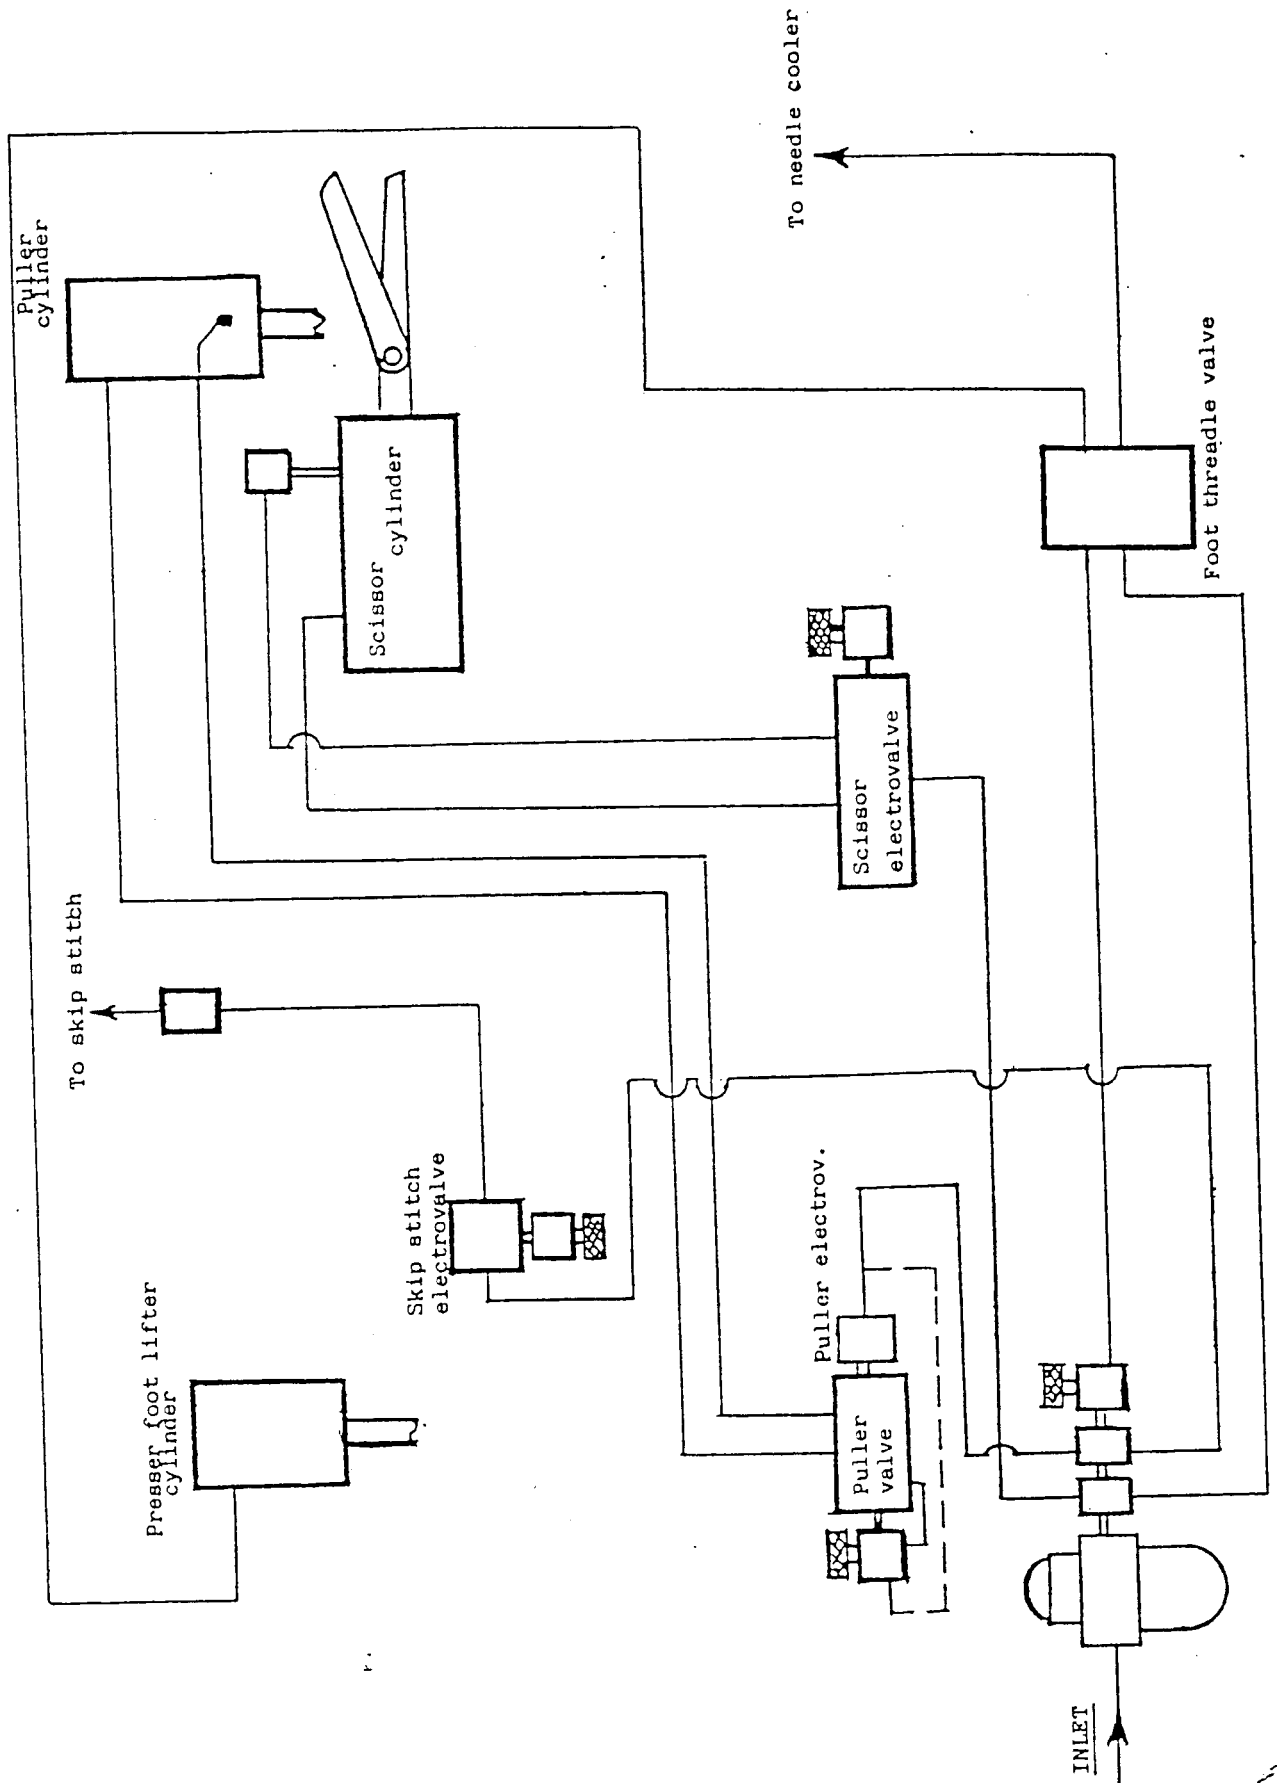 Puller
cylinder
To needle cooler
Scissor
cylinder
Foot threadle valve
To skip stitch
Scissor
electrovalve
Skip stitch
electrovalve
Presser foot lifter
cylinder
Puller electrov.
Puller
valve
INLET